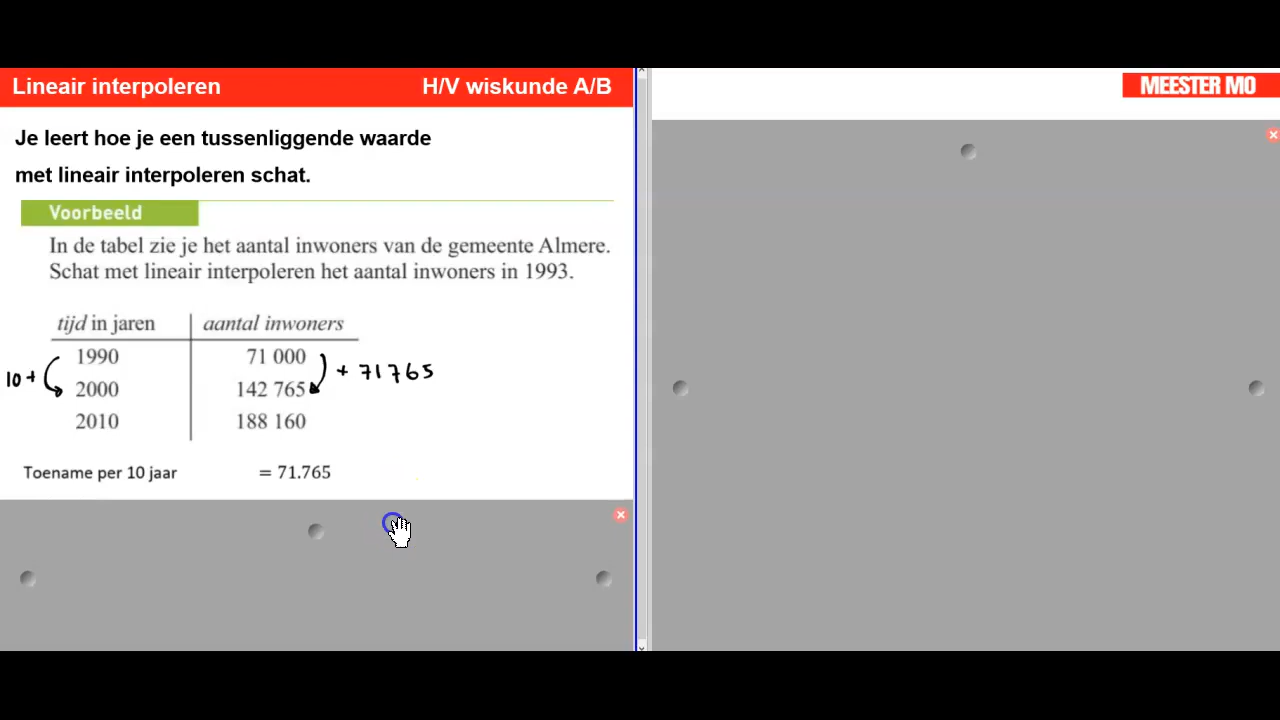 Lineair interpoleren H/V wiskunde A/B
MEESTER MO
Je leert hoe je een tussenliggende waarde
met lineair interpoleren schat.
Voorbeeld
In de tabel zie je het aantal inwoners van de gemeente Almere.
Schat met lineair interpoleren het aantal inwoners in 1993.
tijd in jaren aantal inwoners
1990 71 000
10+ + 71765
2000 142 765
2010 188 160
Toename per 10 jaar = 71.765